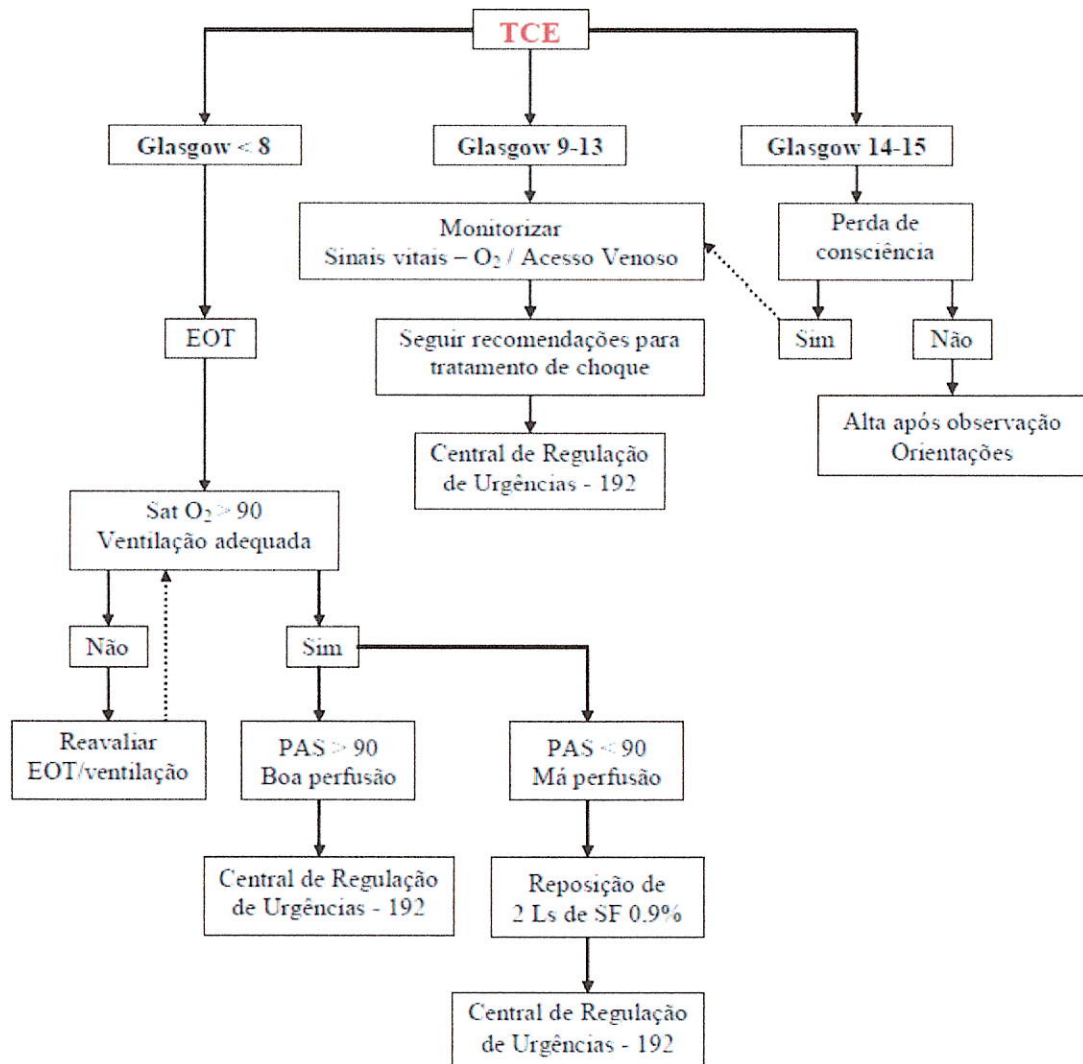 TCE
Glasgow < 8
Glasgow 9-13
Glasgow 14-15
Monitorizar
Sinais vitais – O₂ / Acesso Venoso
Perda de
consciência
EOT
Seguir recomendações para
tratamento de choque
Sim
Não
Central de Regulação
de Urgências - 192
Alta após observação
Orientações
Sat O₂ > 90
Ventilação adequada
Não
Sim
Reavaliar
EOT/ventilação
PAS > 90
Boa perfusão
PAS < 90
Má perfusão
Central de Regulação
de Urgências - 192
Reposição de
2 Ls de SF 0.9%
Central de Regulação
de Urgências - 192